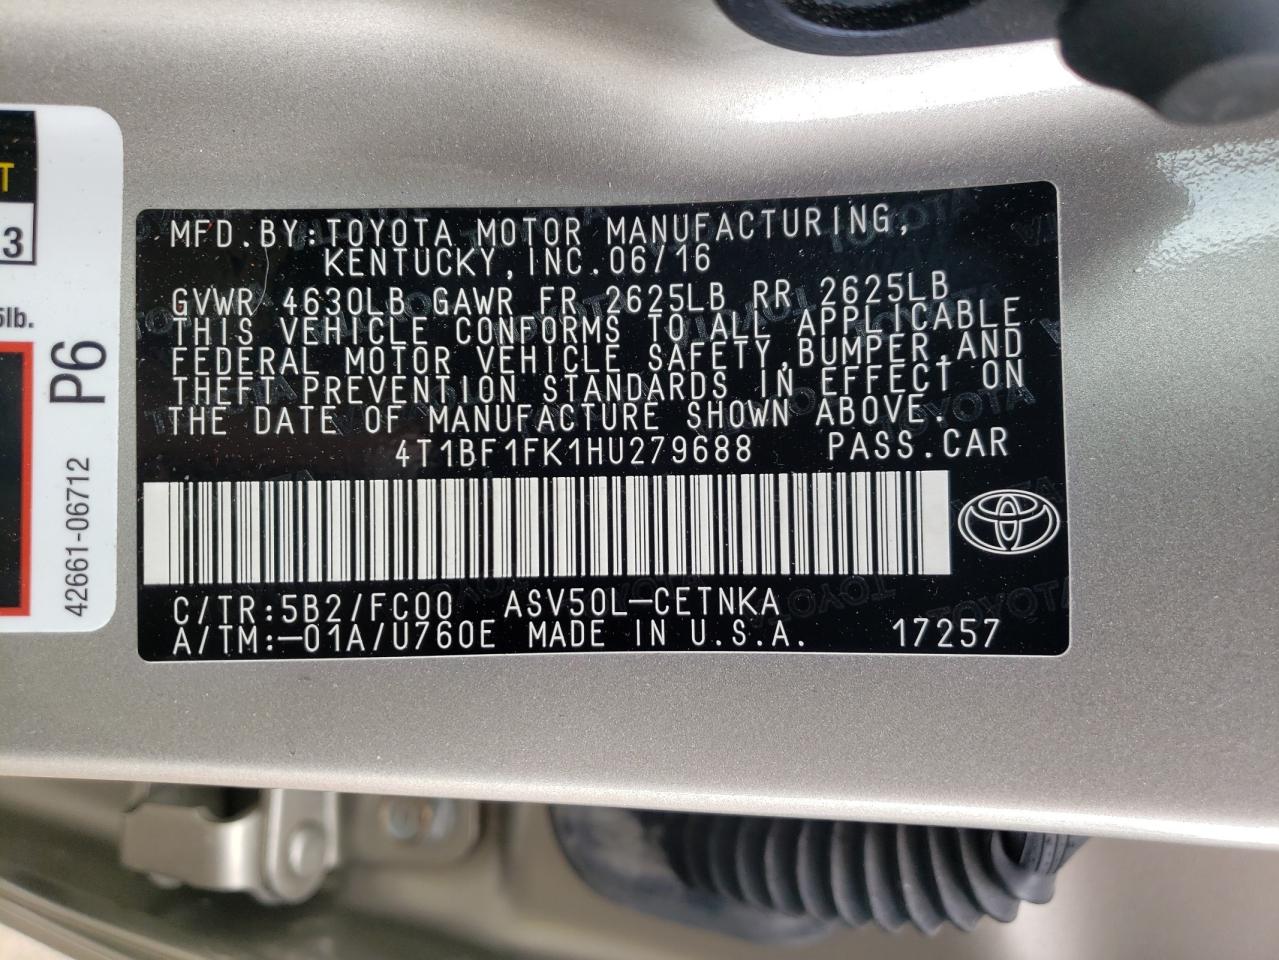 T
3
5lb.
P6
42661-06712
MFD.BY:TOYOTA MOTOR MANUFACTURING,
KENTUCKY,INC.06/16
GVWR 4630LB GAWR FR 2625LB RR 2625LB
THIS VEHICLE CONFORMS TO ALL APPLICABLE
FEDERAL MOTOR VEHICLE SAFETY,BUMPER,AND
THEFT PREVENTION STANDARDS IN EFFECT ON
THE DATE OF MANUFACTURE SHOWN ABOVE.
4T1BF1FK1HU279688 PASS.CAR
C/TR:5B2/FC00 ASV50L-CETNKA
A/TM:-01A/U760E MADE IN U.S.A. 17257